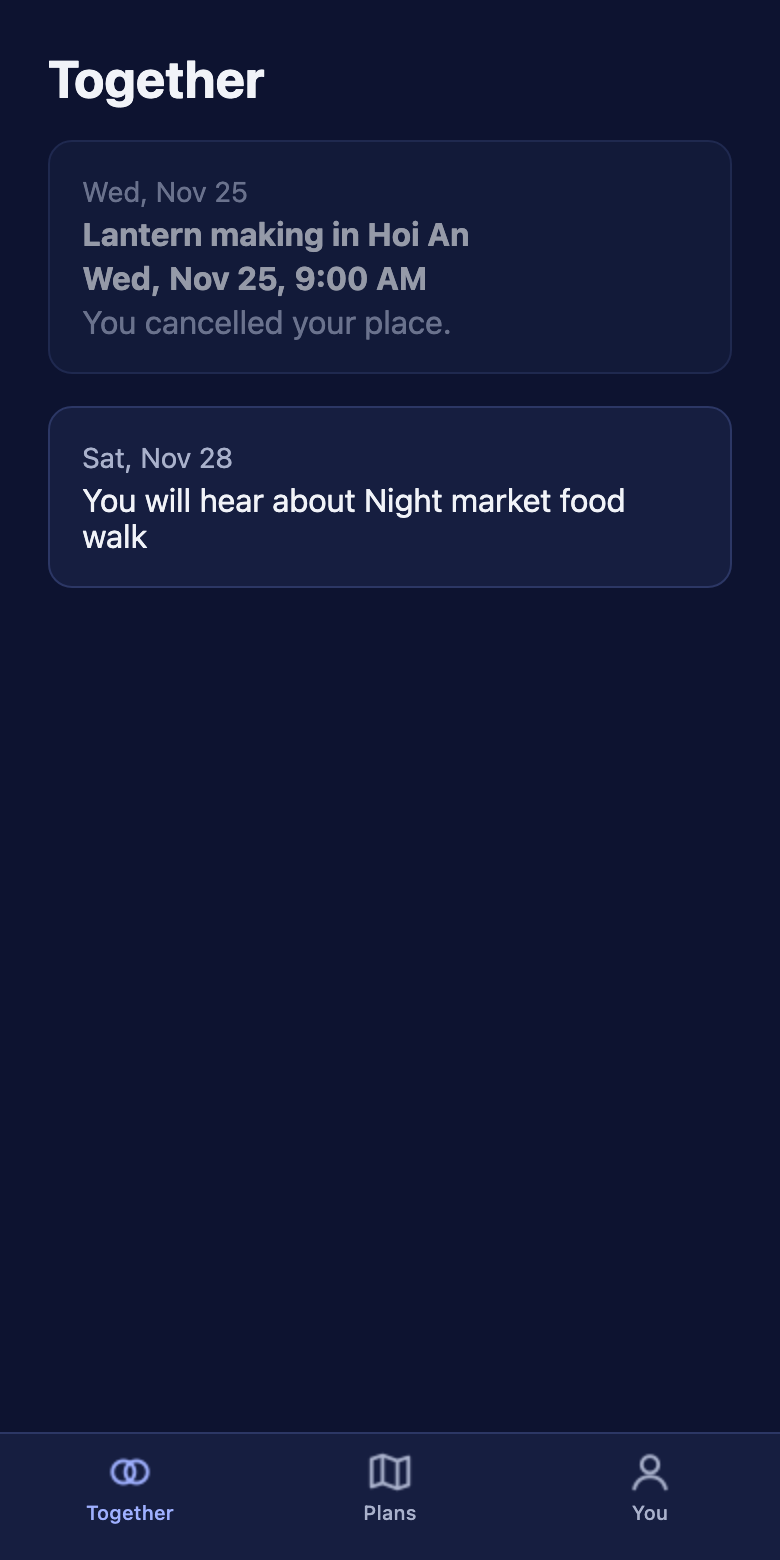 Together
Wed, Nov 25
Lantern making in Hoi An
Wed, Nov 25, 9:00 AM
You cancelled your place.
Sat, Nov 28
You will hear about Night market food
walk
Together
Plans
You